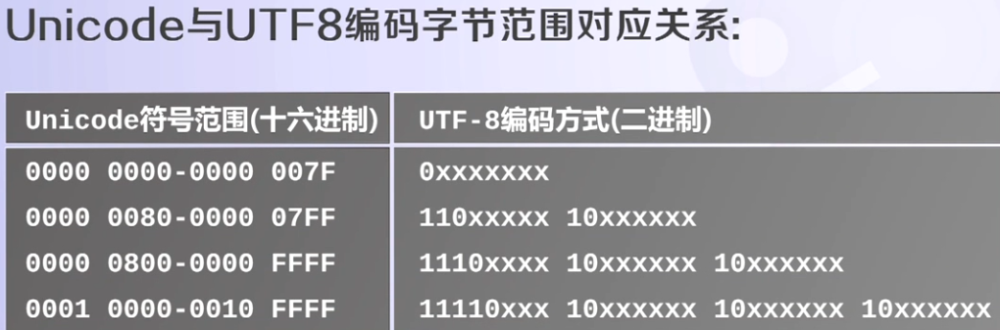 Unicode与UTF8编码字节范围对应关系:
Unicode符号范围(十六进制) UTF-8编码方式(二进制)
0000 0000-0000 007F 0xxxxxxx
0000 0080-0000 07FF 110xxxxx 10xxxxxx
0000 0800-0000 FFFF 1110xxxx 10xxxxxx 10xxxxxx
0001 0000-0010 FFFF 11110xxx 10xxxxxx 10xxxxxx 10xxxxxx